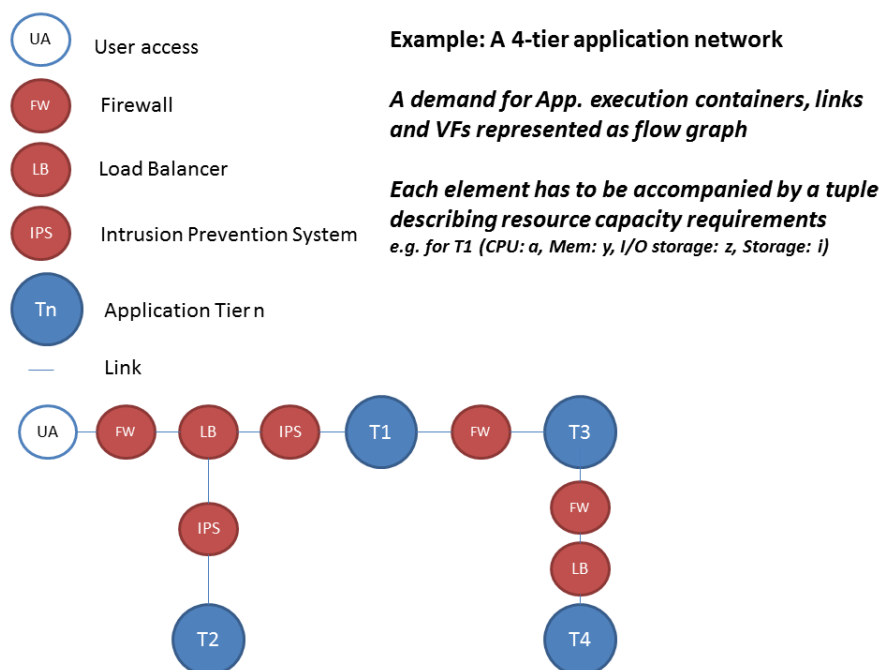 UA
User access
Example: A 4-tier application network
FW
Firewall
A demand for App. execution containers, links
and VFs represented as flow graph
LB
Load Balancer
Each element has to be accompanied by a tuple
describing resource capacity requirements
e.g. for T1 (CPU: a, Mem: y, I/O storage: z, Storage: i)
IPS
Intrusion Prevention System
Tn
Application Tier n
Link
UA FW LB IPS T1 FW T3
IPS FW
LB
T2 T4